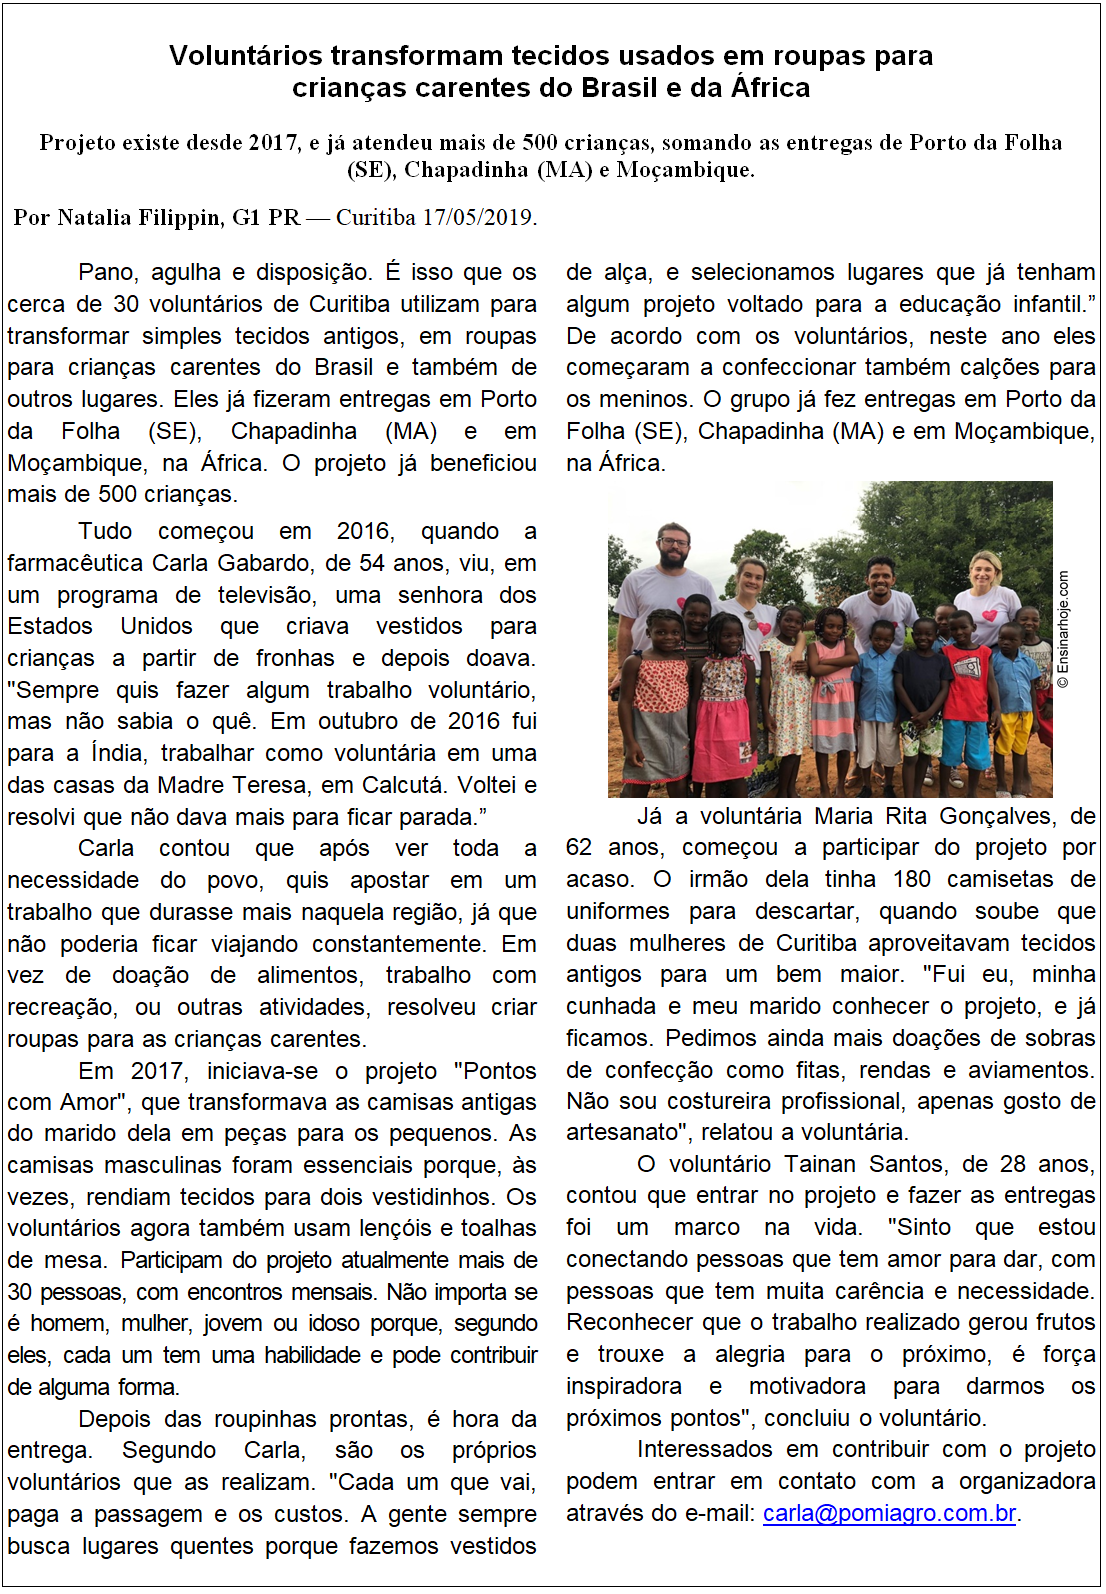 Voluntários transformam tecidos usados em roupas para
crianças carentes do Brasil e da África
Projeto existe desde 2017, e já atendeu mais de 500 crianças, somando as entregas de Porto da Folha
(SE), Chapadinha (MA) e Moçambique.
Por Natalia Filippin, G1 PR — Curitiba 17/05/2019.
Pano, agulha e disposição. É isso que os
cerca de 30 voluntários de Curitiba utilizam para
transformar simples tecidos antigos, em roupas
para crianças carentes do Brasil e também de
outros lugares. Eles já fizeram entregas em Porto
da Folha (SE), Chapadinha (MA) e em
Moçambique, na África. O projeto já beneficiou
mais de 500 crianças.
Tudo começou em 2016, quando a
farmacêutica Carla Gabardo, de 54 anos, viu, em
um programa de televisão, uma senhora dos
Estados Unidos que criava vestidos para
crianças a partir de fronhas e depois doava.
"Sempre quis fazer algum trabalho voluntário,
mas não sabia o quê. Em outubro de 2016 fui
para a Índia, trabalhar como voluntária em uma
das casas da Madre Teresa, em Calcutá. Voltei e
resolvi que não dava mais para ficar parada.”
Carla contou que após ver toda a
necessidade do povo, quis apostar em um
trabalho que durasse mais naquela região, já que
não poderia ficar viajando constantemente. Em
vez de doação de alimentos, trabalho com
recreação, ou outras atividades, resolveu criar
roupas para as crianças carentes.
Em 2017, iniciava-se o projeto "Pontos
com Amor", que transformava as camisas antigas
do marido dela em peças para os pequenos. As
camisas masculinas foram essenciais porque, às
vezes, rendiam tecidos para dois vestidinhos. Os
voluntários agora também usam lençóis e toalhas
de mesa. Participam do projeto atualmente mais de
30 pessoas, com encontros mensais. Não importa se
é homem, mulher, jovem ou idoso porque, segundo
eles, cada um tem uma habilidade e pode contribuir
de alguma forma.
Depois das roupinhas prontas, é hora da
entrega. Segundo Carla, são os próprios
voluntários que as realizam. "Cada um que vai,
paga a passagem e os custos. A gente sempre
busca lugares quentes porque fazemos vestidos
de alça, e selecionamos lugares que já tenham
algum projeto voltado para a educação infantil.”
De acordo com os voluntários, neste ano eles
começaram a confeccionar também calções para
os meninos. O grupo já fez entregas em Porto da
Folha (SE), Chapadinha (MA) e em Moçambique,
na África.
© Ensinarhoje.com
Já a voluntária Maria Rita Gonçalves, de
62 anos, começou a participar do projeto por
acaso. O irmão dela tinha 180 camisetas de
uniformes para descartar, quando soube que
duas mulheres de Curitiba aproveitavam tecidos
antigos para um bem maior. "Fui eu, minha
cunhada e meu marido conhecer o projeto, e já
ficamos. Pedimos ainda mais doações de sobras
de confecção como fitas, rendas e aviamentos.
Não sou costureira profissional, apenas gosto de
artesanato", relatou a voluntária.
O voluntário Tainan Santos, de 28 anos,
contou que entrar no projeto e fazer as entregas
foi um marco na vida. "Sinto que estou
conectando pessoas que tem amor para dar, com
pessoas que tem muita carência e necessidade.
Reconhecer que o trabalho realizado gerou frutos
e trouxe a alegria para o próximo, é força
inspiradora e motivadora para darmos os
próximos pontos", concluiu o voluntário.
Interessados em contribuir com o projeto
podem entrar em contato com a organizadora
através do e-mail: carla@pomiagro.com.br.